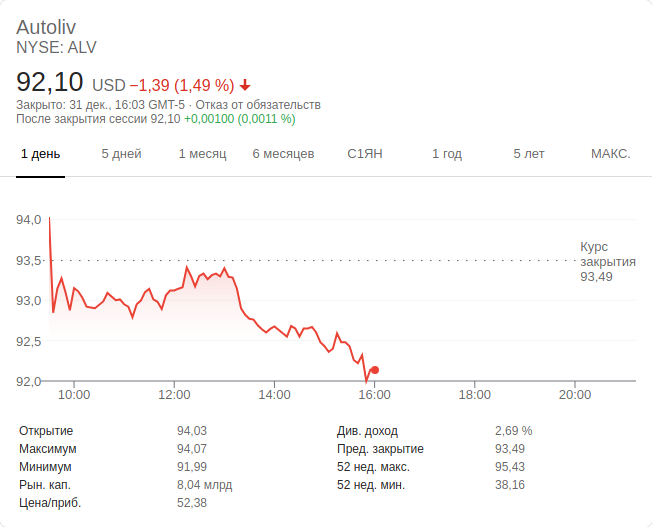 Autoliv
NYSE: ALV
92,10 USD −1,39 (1,49 %)
Закрыто: 31 дек., 16:03 GMT-5 · Отказ от обязательств
После закрытия сессии 92,10 +0,00100 (0,0011 %)
1 день 5 дней 1 месяц 6 месяцев С1ЯН 1 год 5 лет МАКС.
94,0
93,5
93,0
92,5
92,0
Курс
закрытия
93,49
10:00 12:00 14:00 16:00 18:00 20:00
Открытие 94,03
Максимум 94,07
Минимум 91,99
Рын. кап. 8,04 млрд
Цена/приб. 52,38
Див. доход 2,69 %
Пред. закрытие 93,49
52 нед. макс. 95,43
52 нед. мин. 38,16